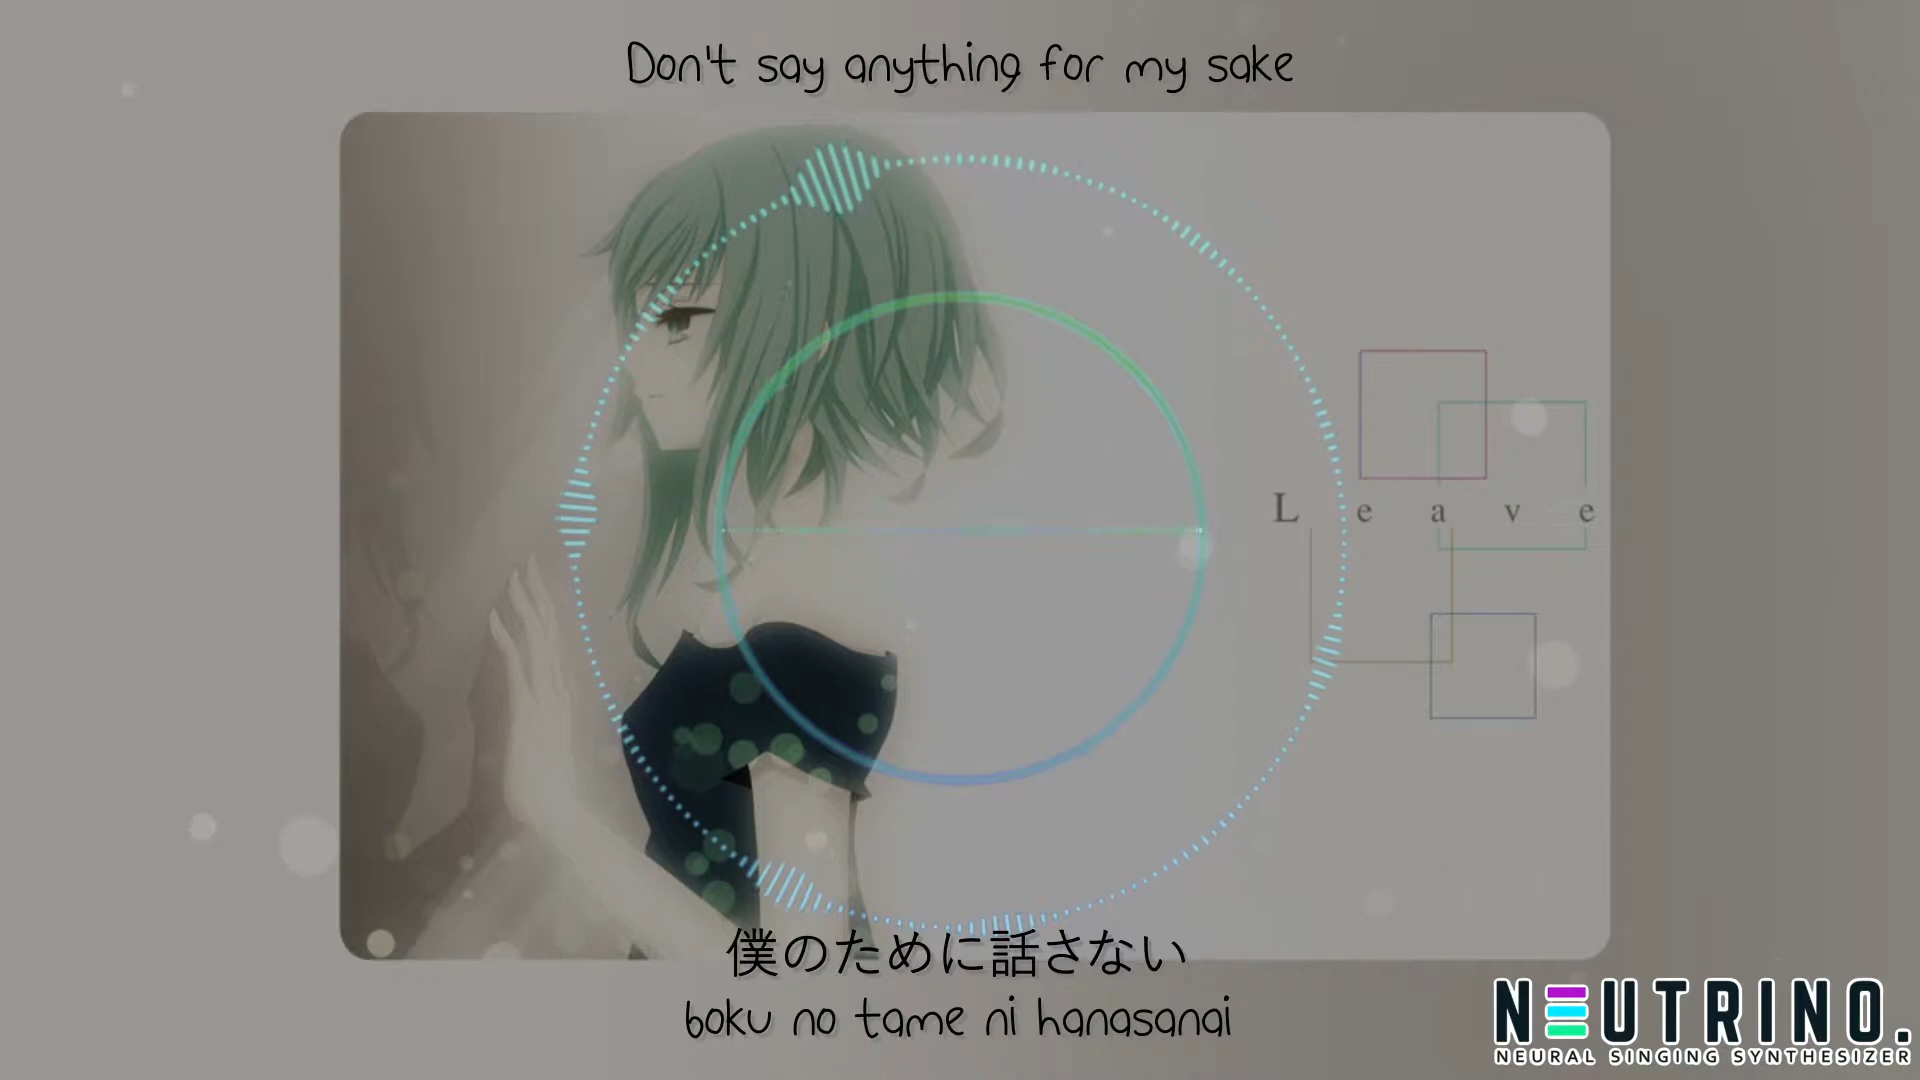 Don't say anything for my sake
Leave
僕のために話さない
boku no tame ni hanasanai
NEUTRINO.
NEURAL SINGING SYNTHESIZER